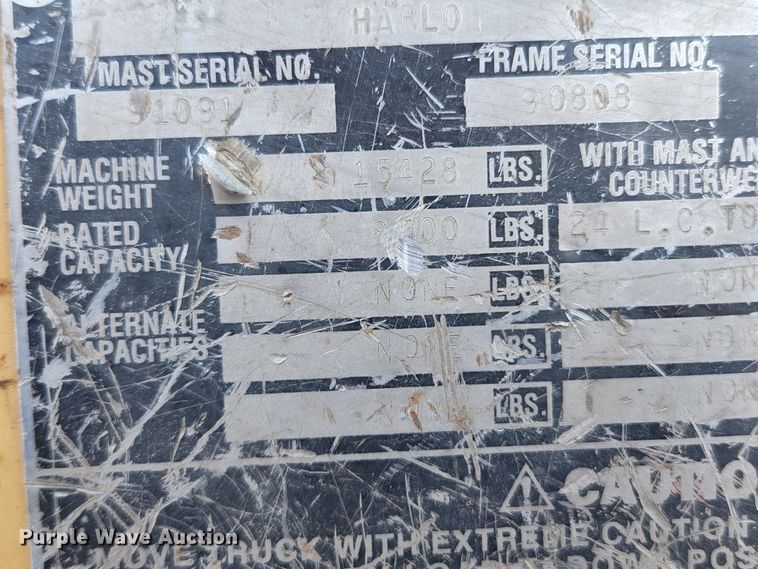 HARLO
MAST SERIAL NO. FRAME SERIAL NO.
91091 90808
MACHINE WEIGHT 15428 LBS. WITH MAST AN
COUNTERWE
RATED CAPACITY LBS. 24 L.C. TO
NONE LBS. NON
ALTERNATE CAPACITIES NONE LBS. NON
NONE LBS. NON
CAUTIO
MOVE TRUCK WITH EXTREME CAUTION
Purple Wave Auction